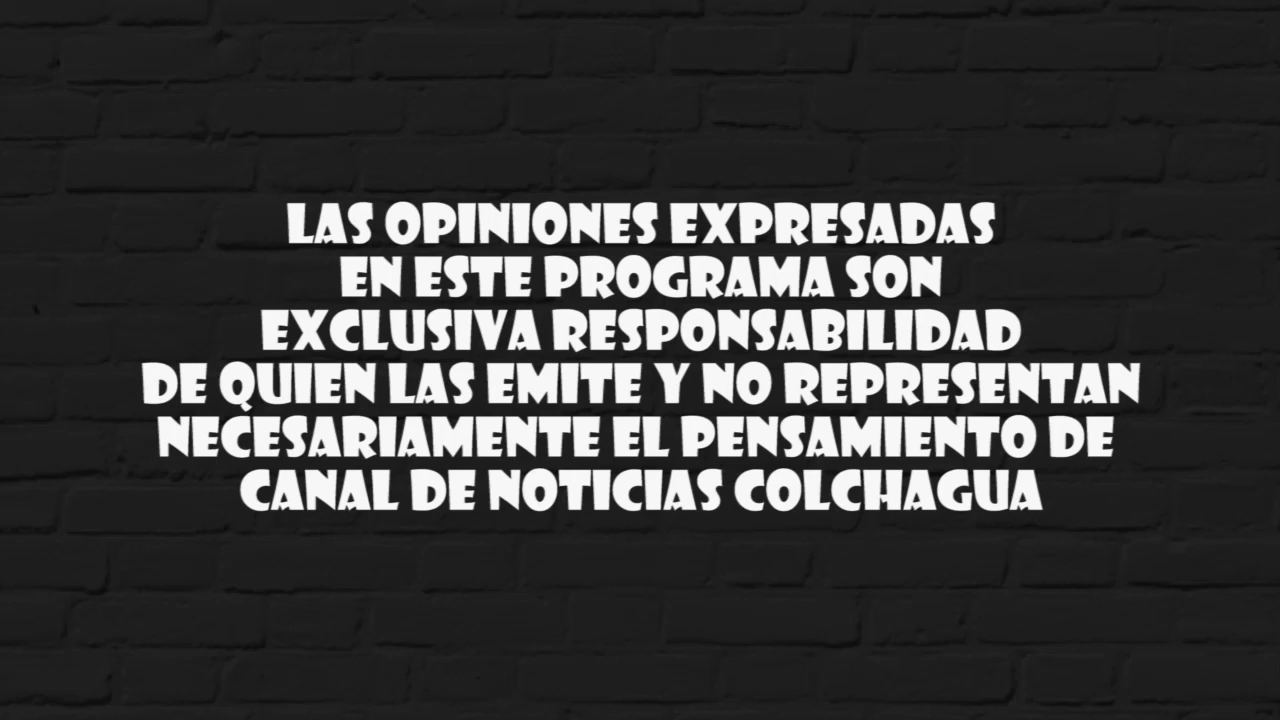 LAS OPINIONES EXPRESADAS
EN ESTE PROGRAMA SON
EXCLUSIVA RESPONSABILIDAD
DE QUIEN LAS EMITE Y NO REPRESENTAN
NECESARIAMENTE EL PENSAMIENTO DE
CANAL DE NOTICIAS COLCHAGUA